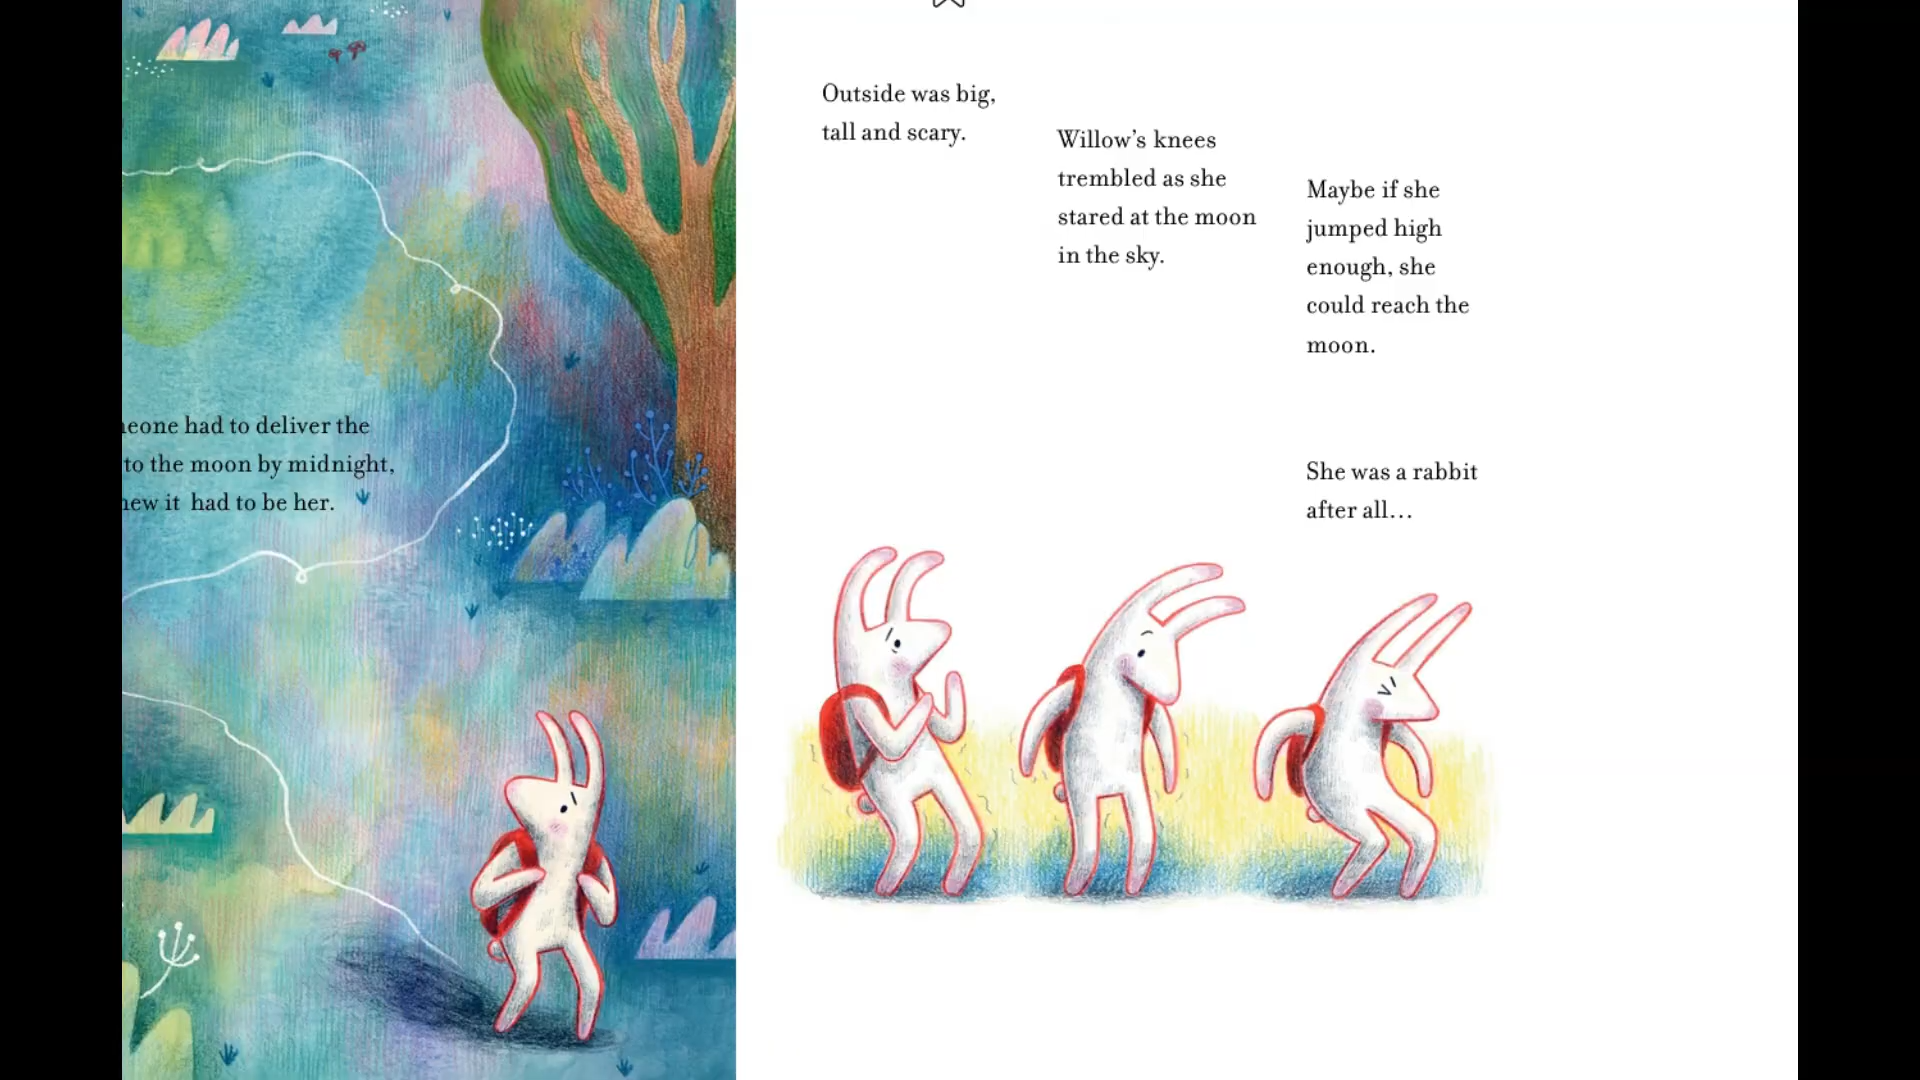 had to deliver the
to the moon by midnight,
it had to be her.
Outside was big,
tall and scary.
Willow’s knees
trembled as she
stared at the moon
in the sky.
Maybe if she
jumped high
enough, she
could reach the
moon.
She was a rabbit
after all…